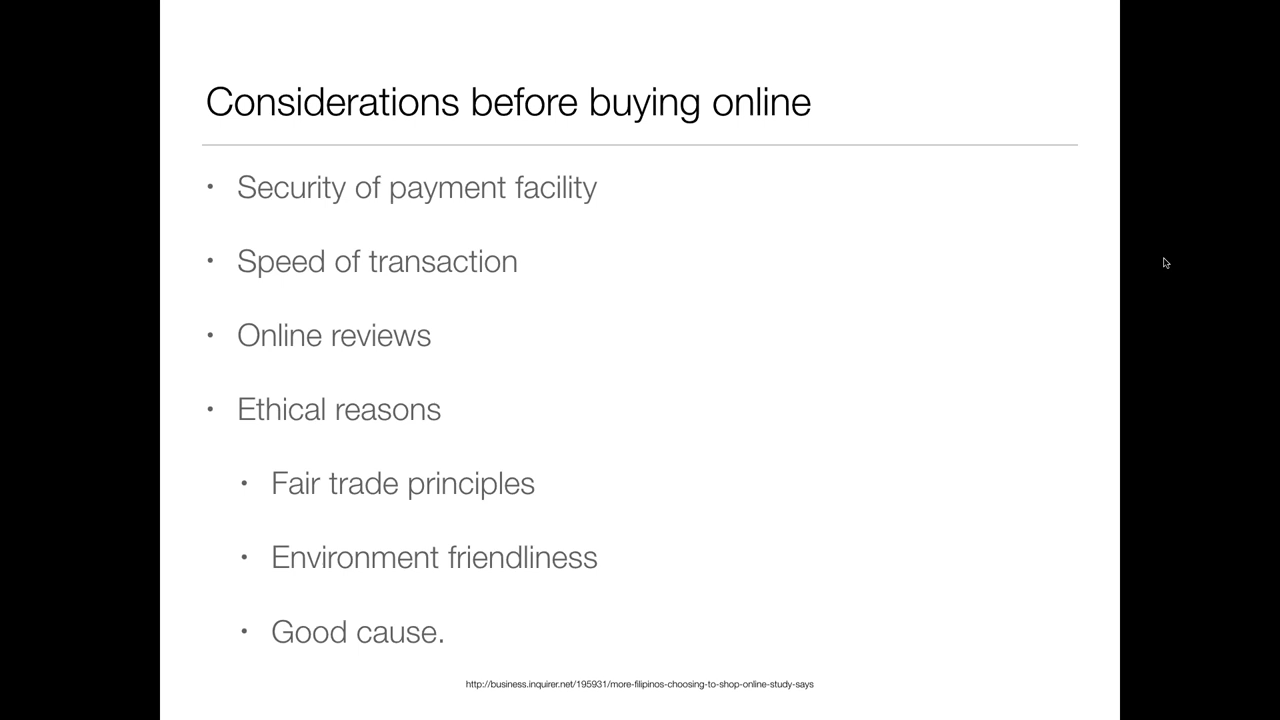 Considerations before buying online
• Security of payment facility
• Speed of transaction
• Online reviews
• Ethical reasons
• Fair trade principles
• Environment friendliness
• Good cause.
http://business.inquirer.net/195931/more-filipinos-choosing-to-shop-online-study-says